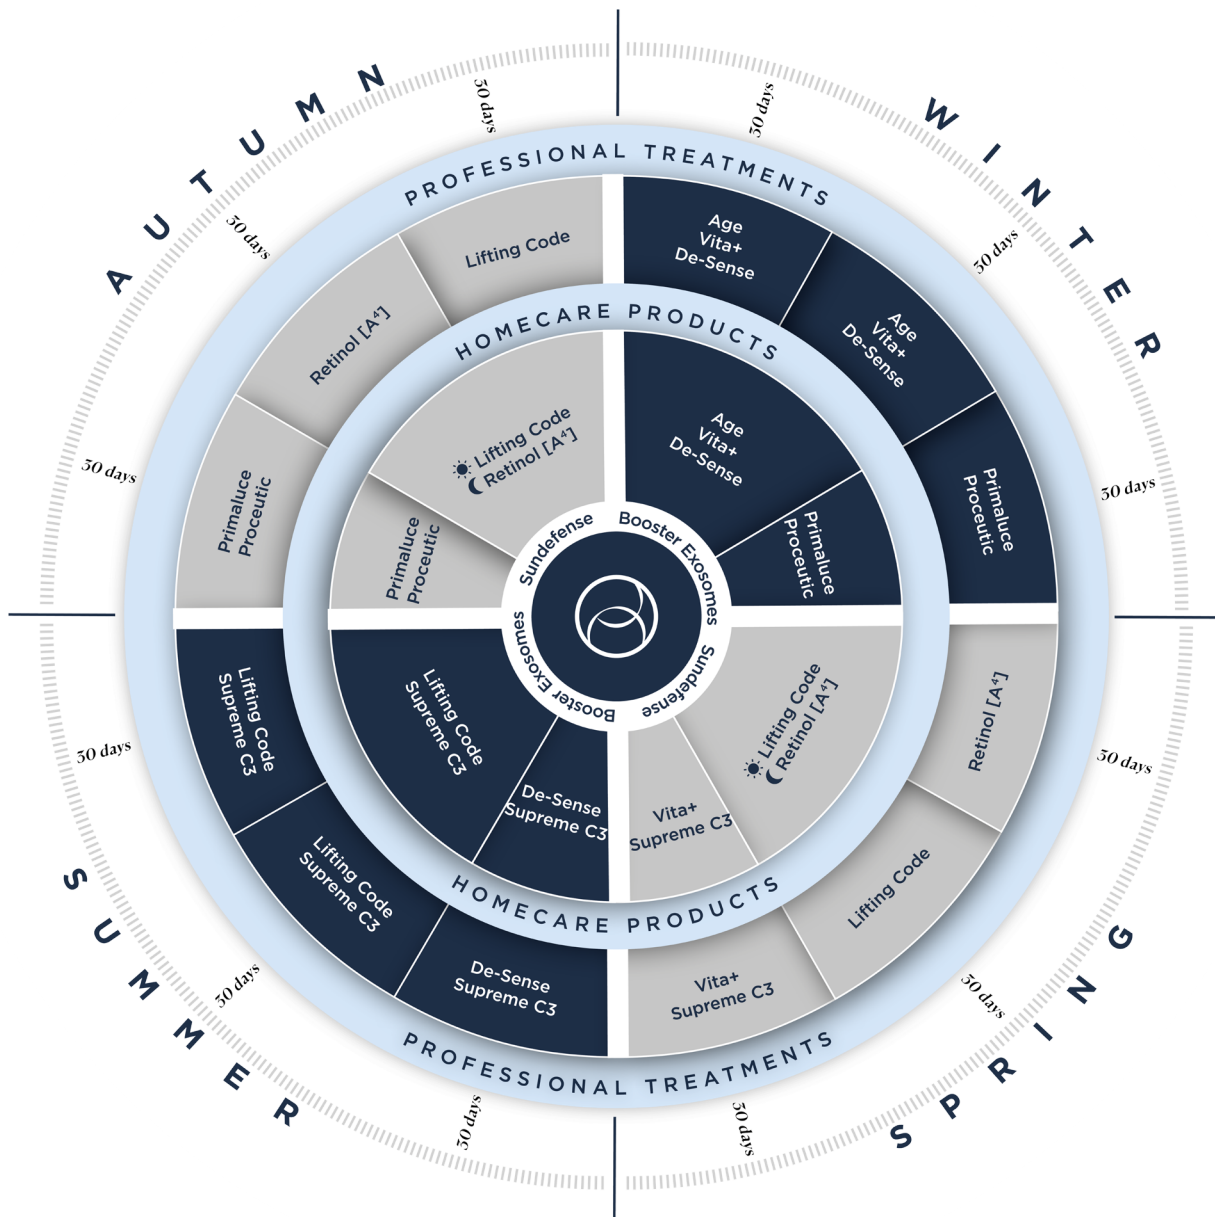 AUTUMN
WINTER
SUMMER
SPRING
30 days
30 days
30 days
30 days
30 days
30 days
30 days
30 days
30 days
30 days
30 days
30 days
PROFESSIONAL TREATMENTS
Lifting Code
Retinol [A⁴]
Primaluce
Proceutic
Age
Vita+
De-Sense
Age
Vita+
De-Sense
Primaluce
Proceutic
HOMECARE PRODUCTS
Lifting Code
Retinol [A⁴]
Primaluce
Proceutic
Age
Vita+
De-Sense
Primaluce
Proceutic
Sundefense
Booster Exosomes
Booster Exosomes
Sundefense
Lifting Code
Supreme C3
De-Sense
Supreme C3
Vita+
Supreme C3
Lifting Code
Retinol [A⁴]
HOMECARE PRODUCTS
Lifting Code
Supreme C3
Lifting Code
Supreme C3
De-Sense
Supreme C3
Vita+
Supreme C3
Lifting Code
Retinol [A⁴]
PROFESSIONAL TREATMENTS